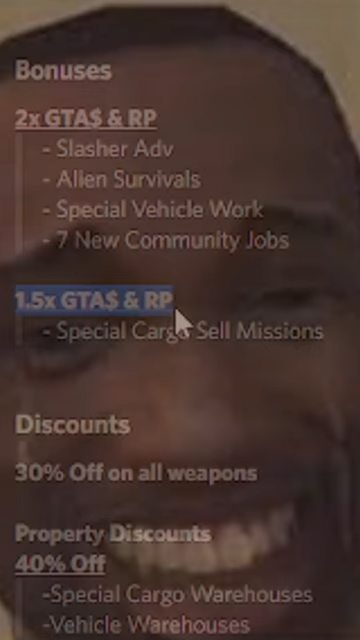 Bonuses
2x GTA$ & RP
- Slasher Adv
- Alien Survivals
- Special Vehicle Work
- 7 New Community Jobs
1.5x GTA$ & RP
- Special Cargo Sell Missions
Discounts
30% Off on all weapons
Property Discounts
40% Off
-Special Cargo Warehouses
-Vehicle Warehouses